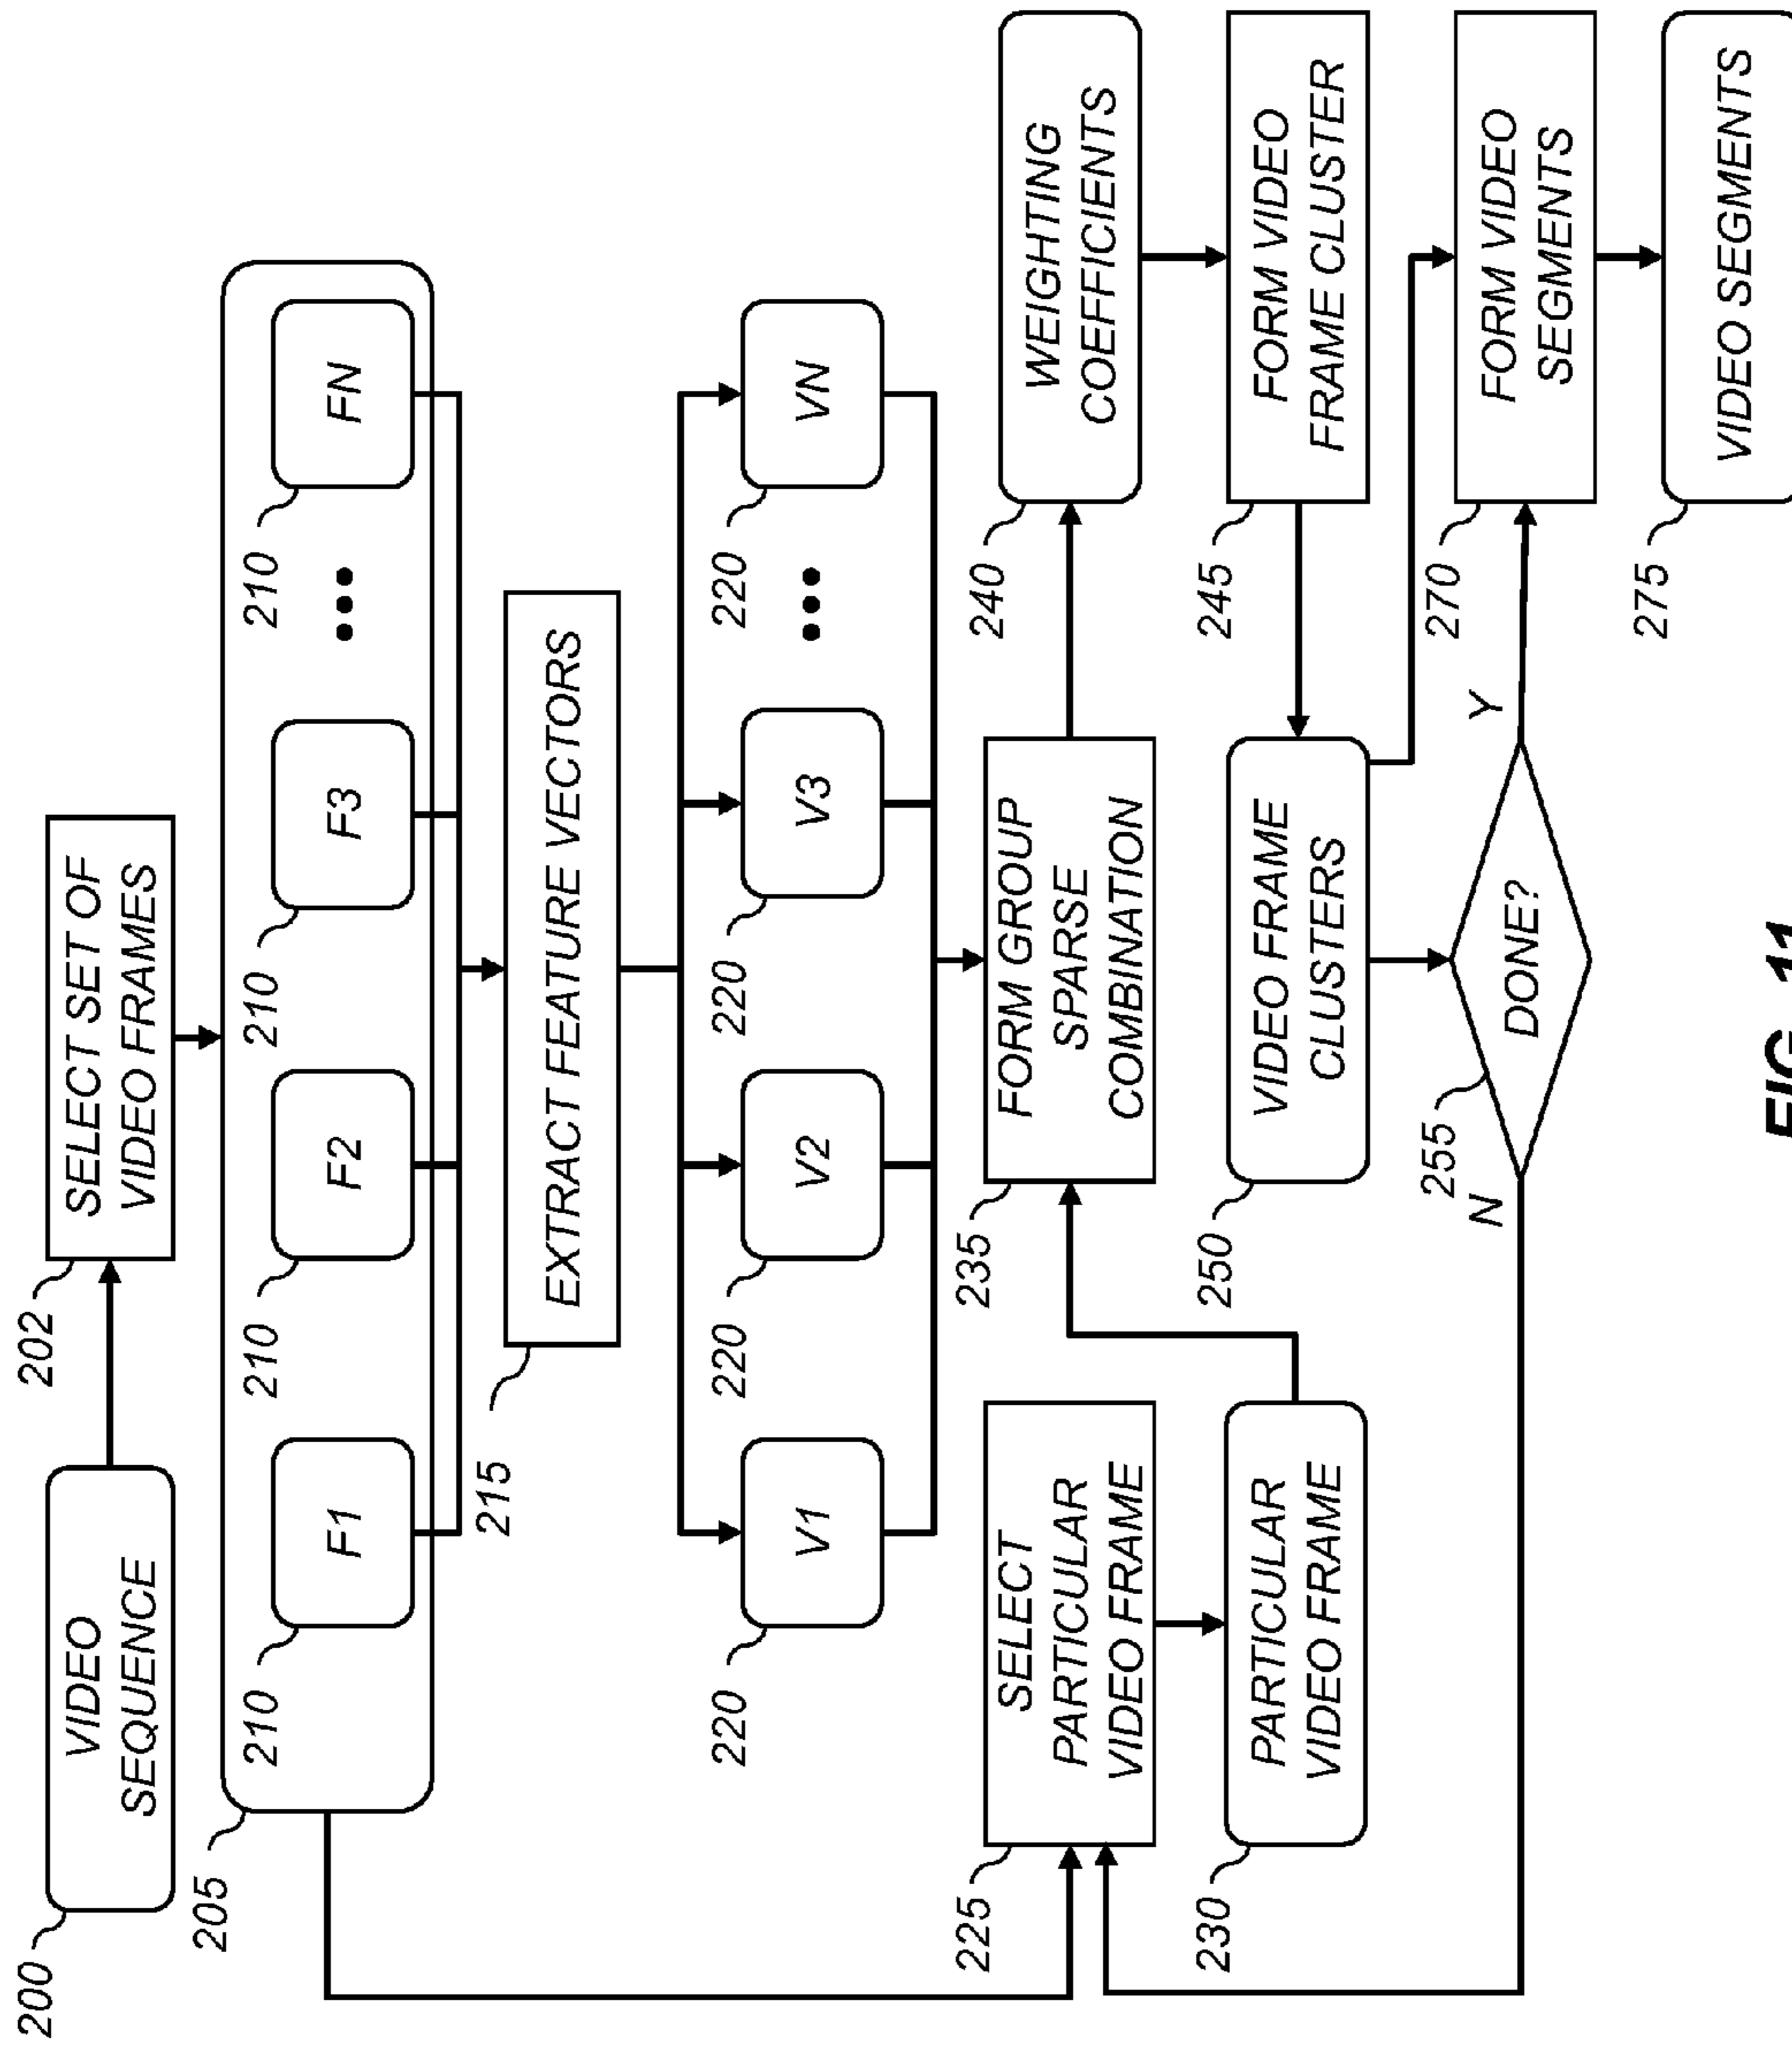 200
VIDEO
SEQUENCE
202
SELECT SET OF
VIDEO FRAMES
205
210
F1
210
F2
210
F3
210
FN
215
EXTRACT FEATURE VECTORS
220
V1
220
V2
220
V3
220
VN
225
SELECT
PARTICULAR
VIDEO FRAME
235
FORM GROUP
SPARSE
COMBINATION
240
WEIGHTING
COEFFICIENTS
230
PARTICULAR
VIDEO FRAME
250
VIDEO FRAME
CLUSTERS
245
FORM VIDEO
FRAME CLUSTER
N
255
DONE?
Y
270
FORM VIDEO
SEGMENTS
275
VIDEO SEGMENTS
FIG. 11